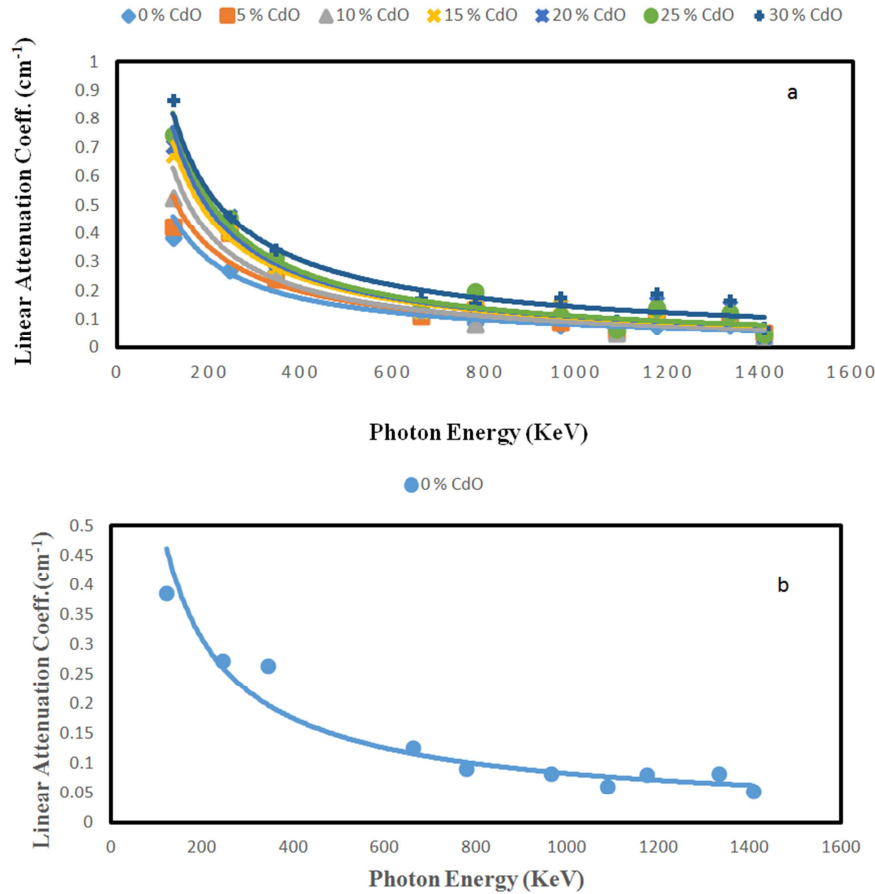 0 % CdO 5 % CdO 10 % CdO 15 % CdO 20 % CdO 25 % CdO 30 % CdO
a
Linear Attenuation Coeff. (cm-1)
1
0.9
0.8
0.7
0.6
0.5
0.4
0.3
0.2
0.1
0
0 200 400 600 800 1000 1200 1400 1600
Photon Energy (KeV)
0 % CdO
b
Linear Attenuation Coeff.(cm-1)
0.5
0.45
0.4
0.35
0.3
0.25
0.2
0.15
0.1
0.05
0
0 200 400 600 800 1000 1200 1400 1600
Photon Energy (KeV)